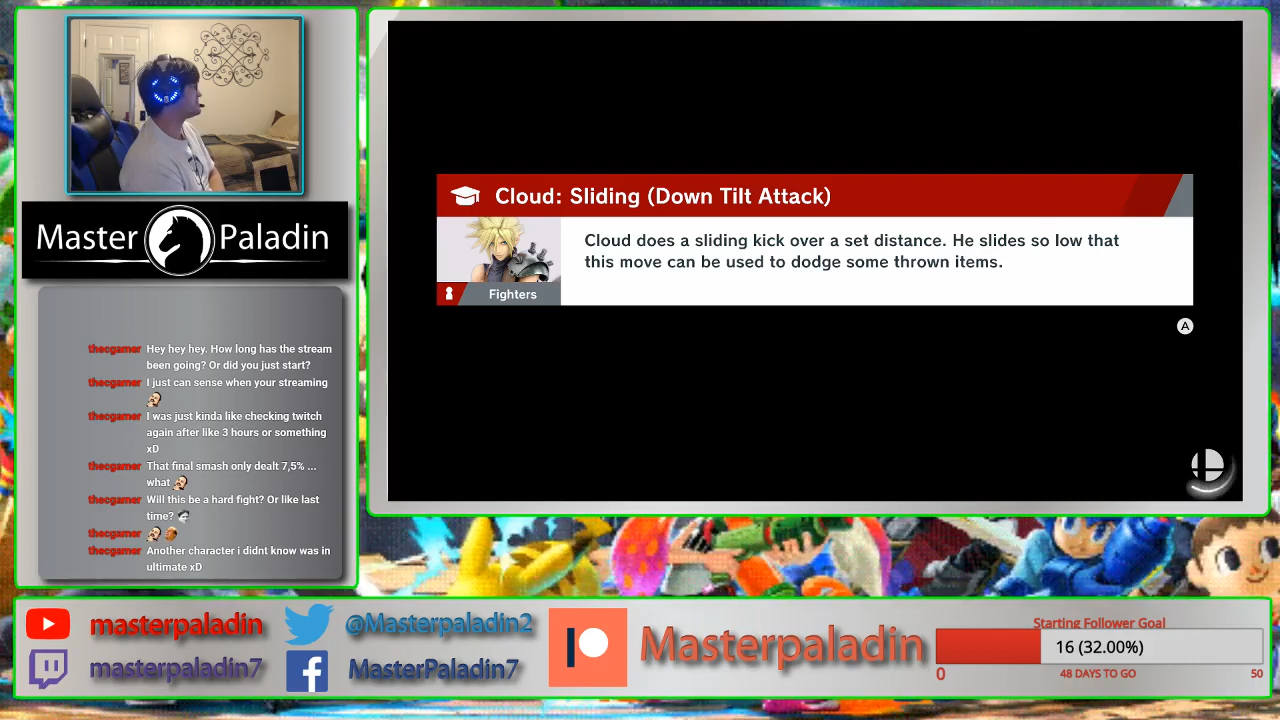 Master Paladin
thecgamer Hey hey hey. How long has the stream
been going? Or did you just start?
thecgamer I just can sense when your streaming
thecgamer I was just kinda like checking twitch
again after like 3 hours or something
xD
thecgamer That final smash only dealt 7,5% ...
what
thecgamer Will this be a hard fight? Or like last
time?
thecgamer
thecgamer Another character i didnt know was in
ultimate xD
Cloud: Sliding (Down Tilt Attack)
Cloud does a sliding kick over a set distance. He slides so low that
this move can be used to dodge some thrown items.
Fighters
A
masterpaladin
@Masterpaladin2
masterpaladin7
MasterPaladin7
Masterpaladin
Starting Follower Goal
16 (32.00%)
0
48 DAYS TO GO
50